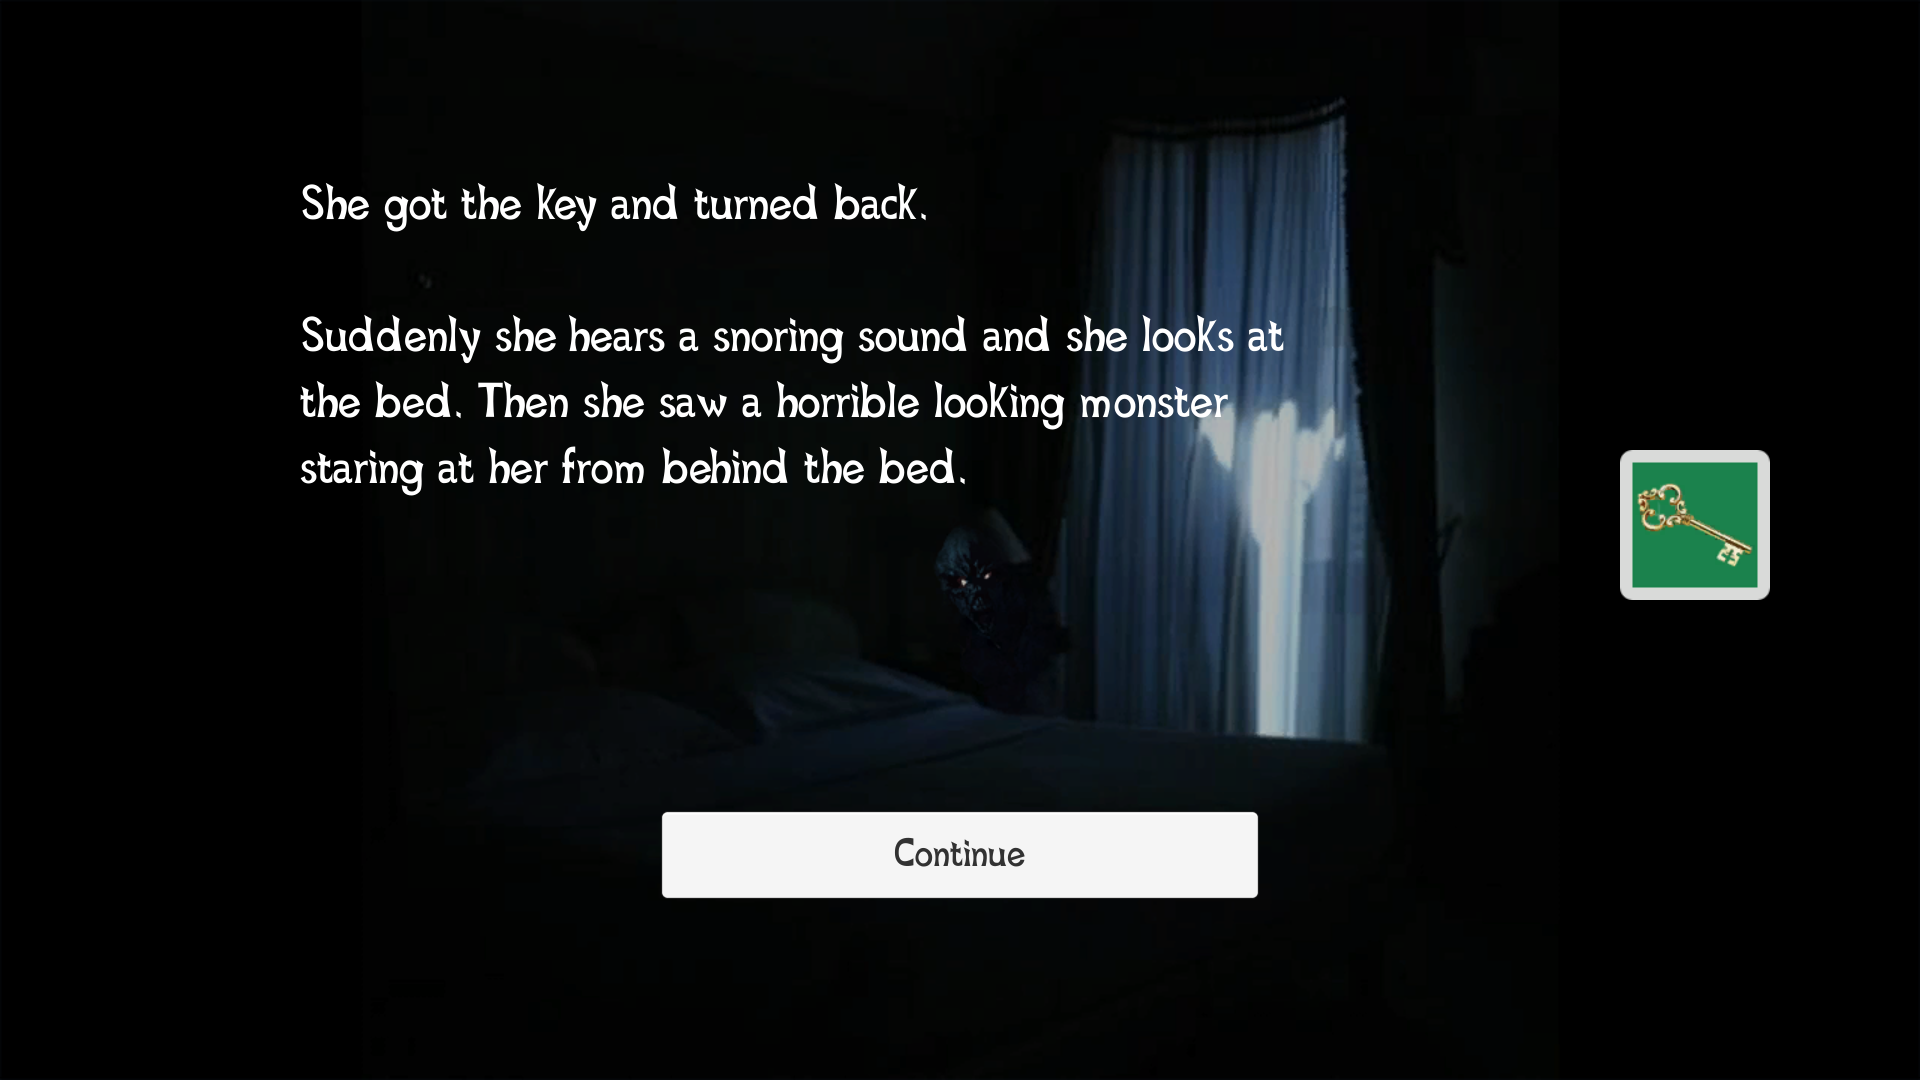 She got the key and turned back.
Suddenly she hears a snoring sound and she looks at
the bed. Then she saw a horrible looking monster
staring at her from behind the bed.
Continue